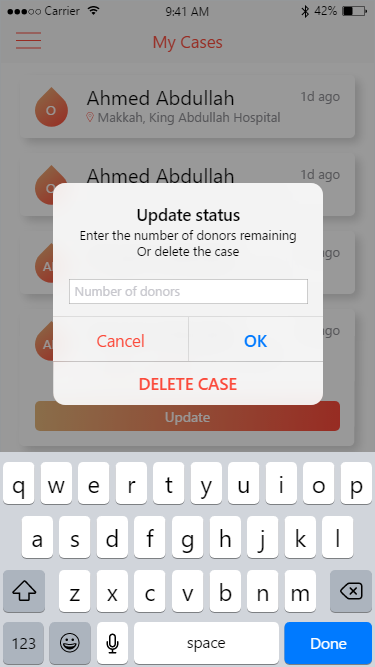 Carrier 9:41 AM 42%
My Cases
Ahmed Abdullah 1d ago
O
Makkah, King Abdullah Hospital
Ahmed Abdullah 1d ago
O
Update status
Enter the number of donors remaining
Or delete the case
Number of donors
Cancel OK
DELETE CASE
Update
q w e r t y u i o p
a s d f g h j k l
z x c v b n m
123 space Done